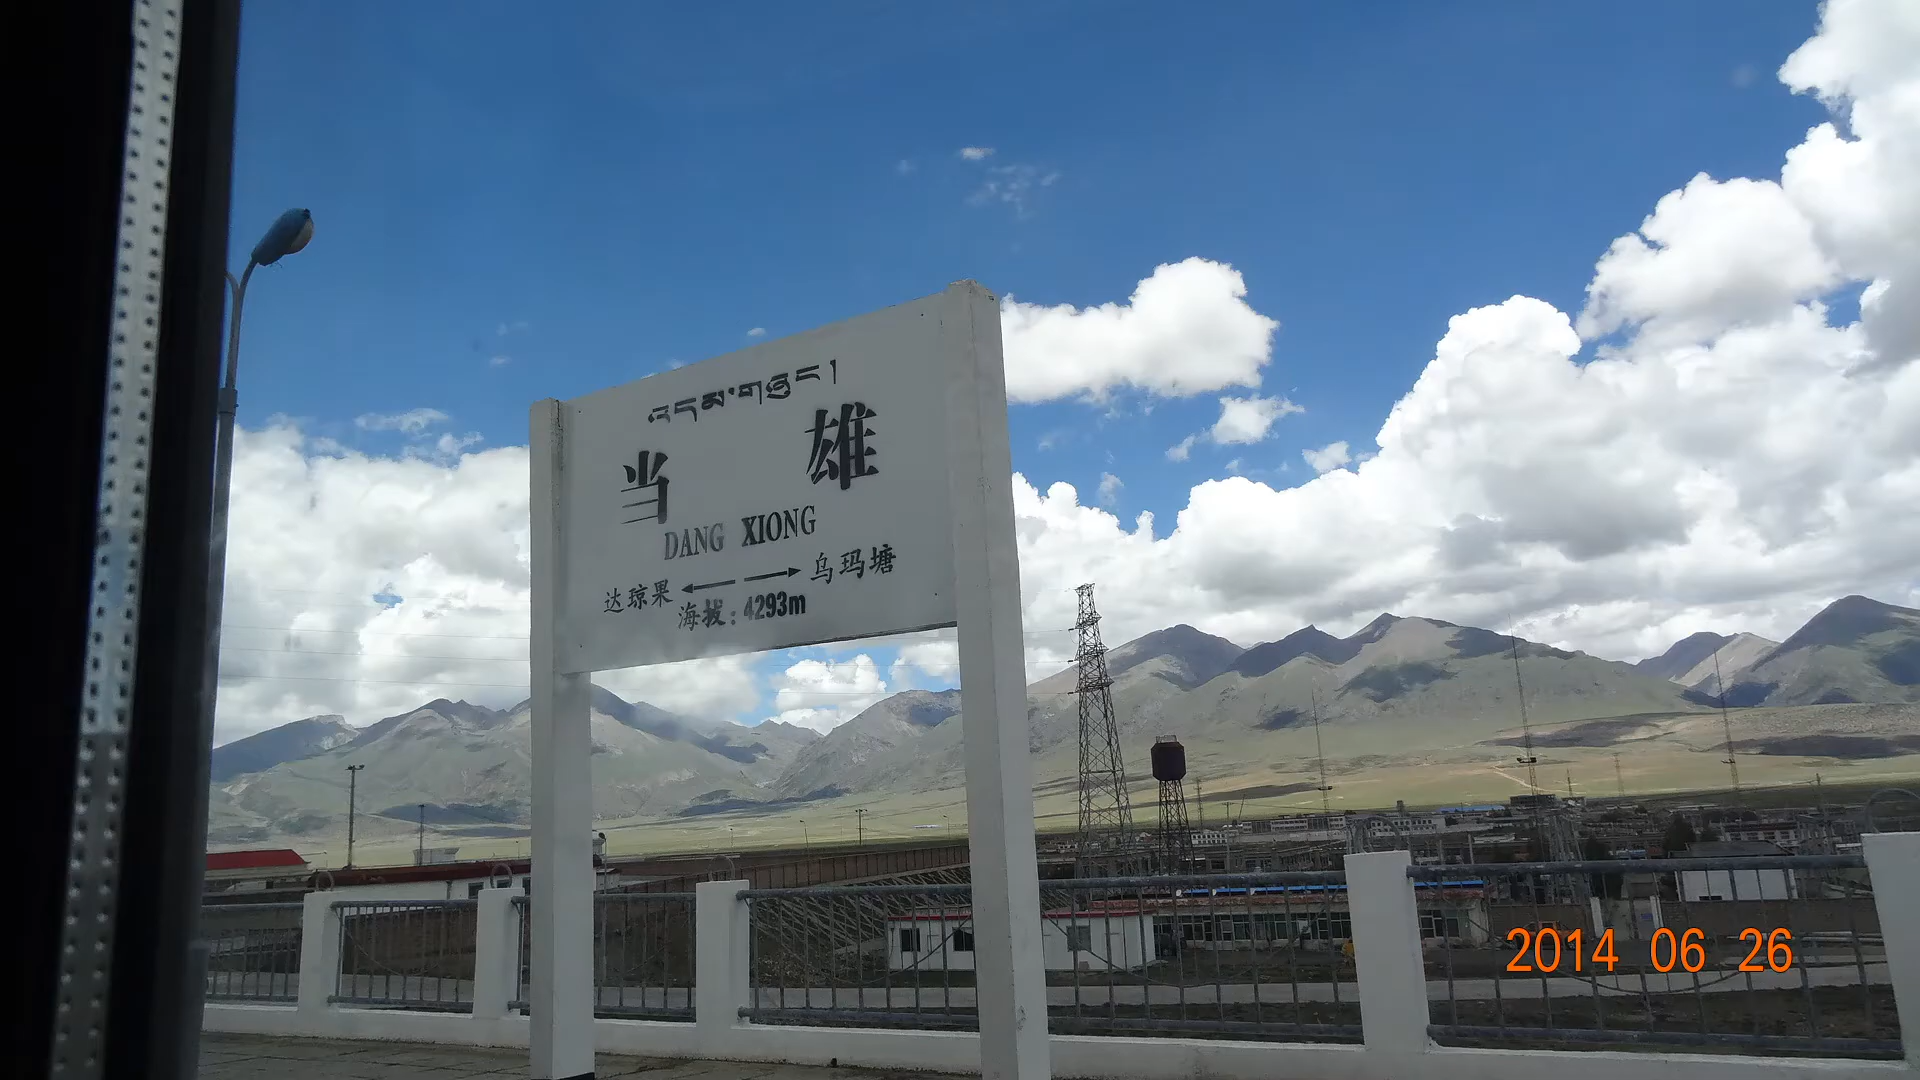 འདམ་གཞུང།
当 雄
DANG XIONG
达琼果 ←→ 乌玛塘
海拔：4293m
2014 06 26